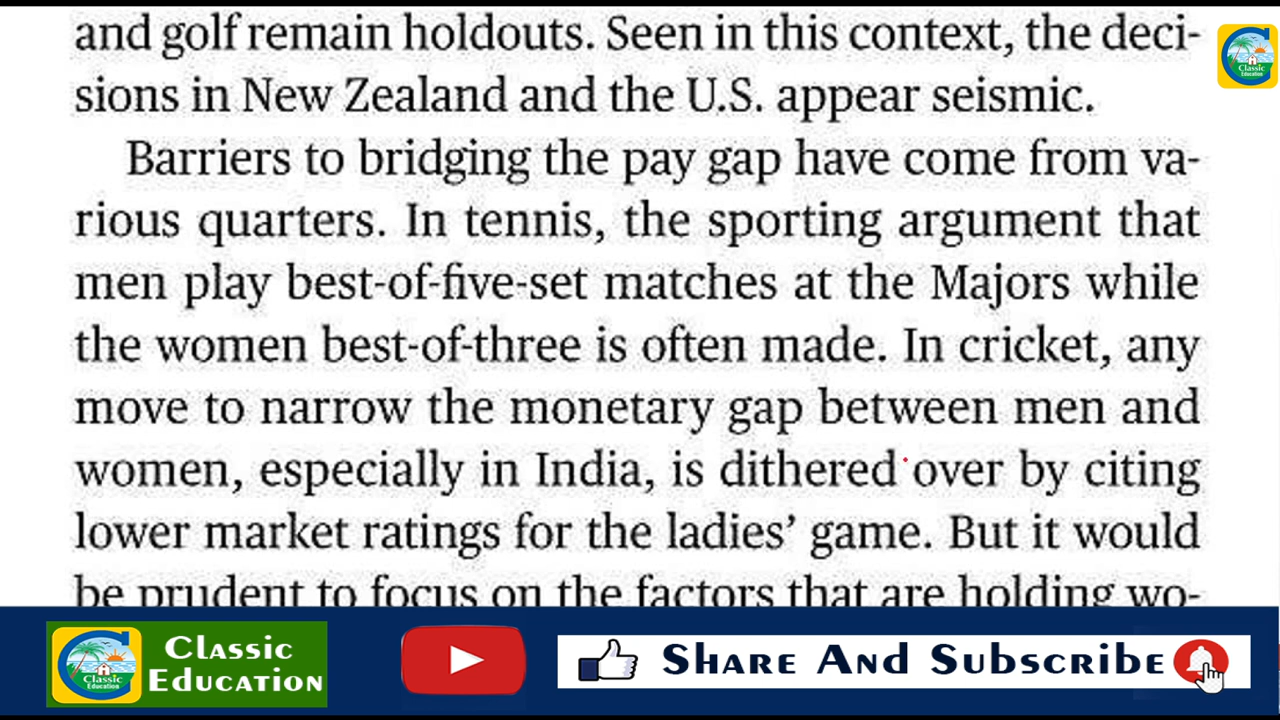 and golf remain holdouts. Seen in this context, the deci-
sions in New Zealand and the U.S. appear seismic.
Barriers to bridging the pay gap have come from va-
rious quarters. In tennis, the sporting argument that
men play best-of-five-set matches at the Majors while
the women best-of-three is often made. In cricket, any
move to narrow the monetary gap between men and
women, especially in India, is dithered over by citing
lower market ratings for the ladies’ game. But it would
be prudent to focus on the factors that are holding wo-
Classic
Education
Classic
Education
Classic
Education
Share And Subscribe